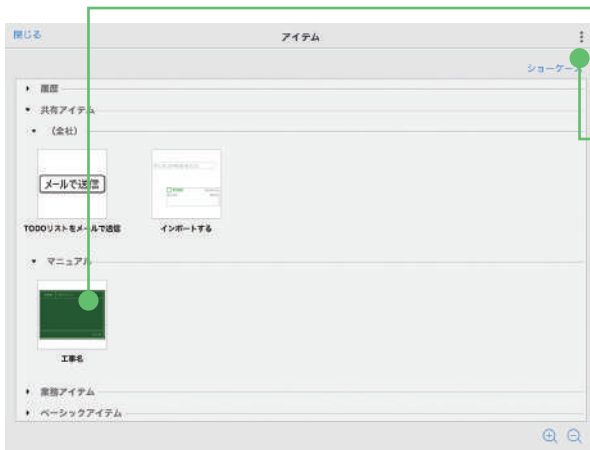 閉じる
アイテム
ショーケース
履歴
共有アイテム
（会社）
メールで送信
TODOリストをメールで送信
インポートする
マニュアル
工事名
業務アイテム
ベーシックアイテム